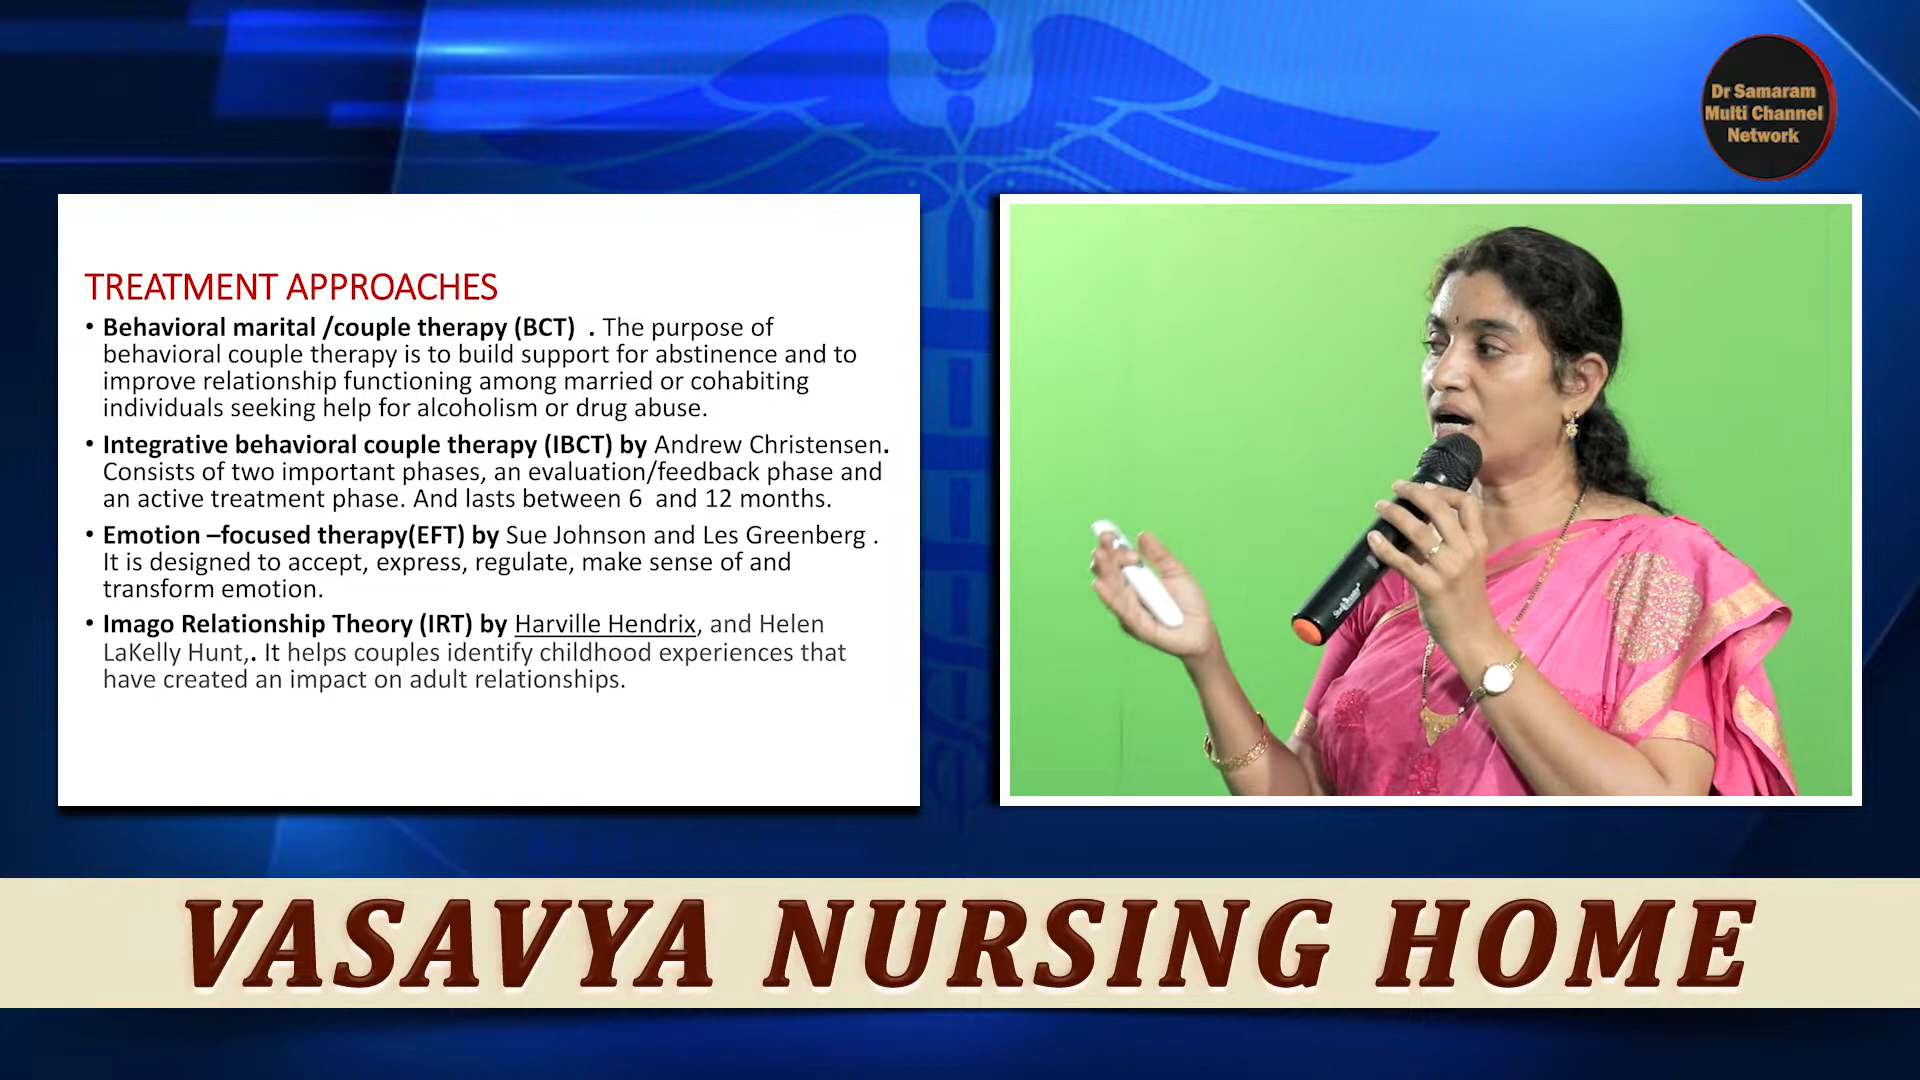 Dr Samaram
Multi Channel
Network
TREATMENT APPROACHES
• Behavioral marital /couple therapy (BCT) . The purpose of
behavioral couple therapy is to build support for abstinence and to
improve relationship functioning among married or cohabiting
individuals seeking help for alcoholism or drug abuse.
• Integrative behavioral couple therapy (IBCT) by Andrew Christensen.
Consists of two important phases, an evaluation/feedback phase and
an active treatment phase. And lasts between 6 and 12 months.
• Emotion –focused therapy(EFT) by Sue Johnson and Les Greenberg .
It is designed to accept, express, regulate, make sense of and
transform emotion.
• Imago Relationship Theory (IRT) by Harville Hendrix, and Helen
LaKelly Hunt,. It helps couples identify childhood experiences that
have created an impact on adult relationships.
VASAVYA NURSING HOME